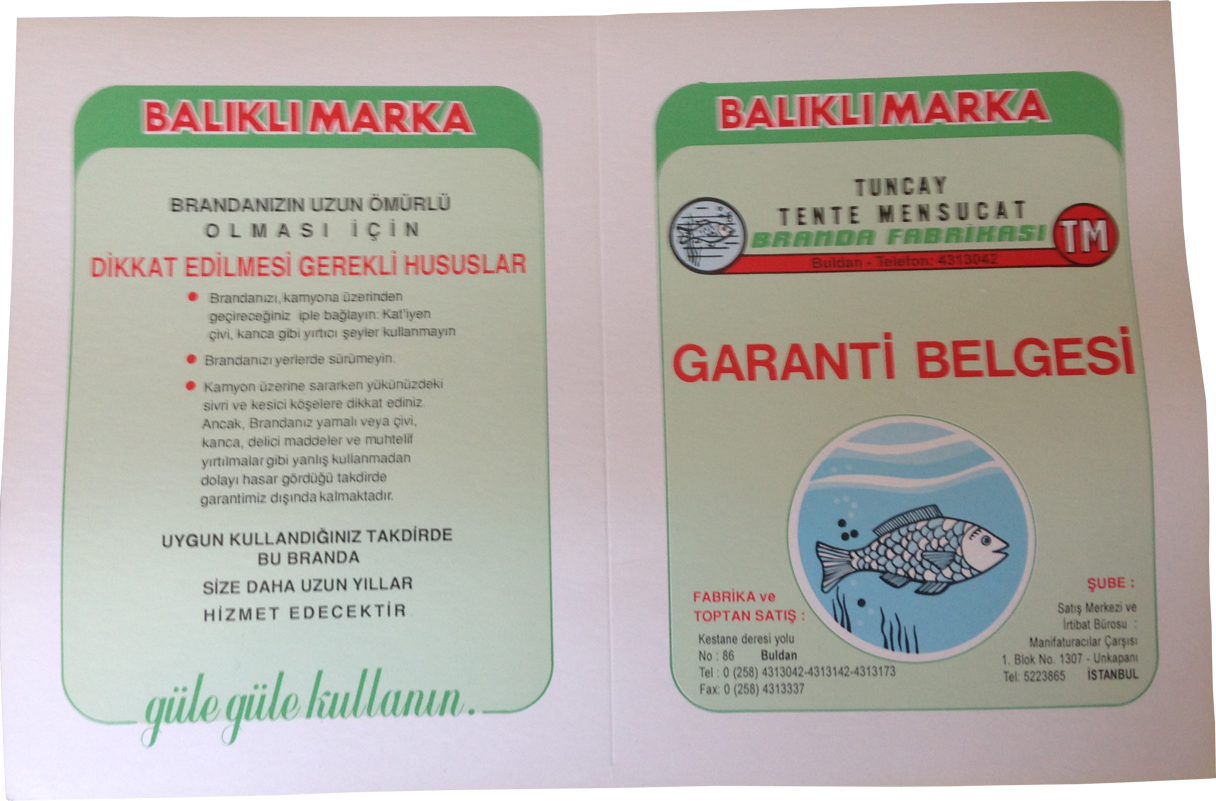 BALIKLI MARKA
BRANDANIZIN UZUN ÖMÜRLÜ
OLMASI İÇİN
DİKKAT EDİLMESİ GEREKLİ HUSUSLAR
Brandanızı, kamyona üzerinden
geçireceğiniz iple bağlayın: Kat'iyen
çivi, kanca gibi yırtıcı şeyler kullanmayın
Brandanızı yerlerde sürümeyin.
Kamyon üzerine sararken yükünüzdeki
sivri ve kesici köşelere dikkat ediniz.
Ancak, Brandanız yamalı veya çivi,
kanca, delici maddeler ve muhtelif
yırtılmalar gibi yanlış kullanmadan
dolayı hasar gördüğü takdirde
garantimiz dışında kalmaktadır.
UYGUN KULLANDIĞINIZ TAKDİRDE
BU BRANDA
SİZE DAHA UZUN YILLAR
HİZMET EDECEKTİR
güle güle kullanın.
BALIKLI MARKA
TUNCAY
TENTE MENSUCAT
BRANDA FABRİKASI
TM
Buldan - Telefon: 4313042
GARANTİ BELGESİ
FABRİKA ve
TOPTAN SATIŞ :
Kestane deresi yolu
No : 86 Buldan
Tel : 0 (258) 4313042-4313142-4313173
Fax: 0 (258) 4313337
ŞUBE :
Satış Merkezi ve
İrtibat Bürosu :
Manifaturacılar Çarşısı
1. Blok No. 1307 - Unkapanı
Tel: 5223865 İSTANBUL